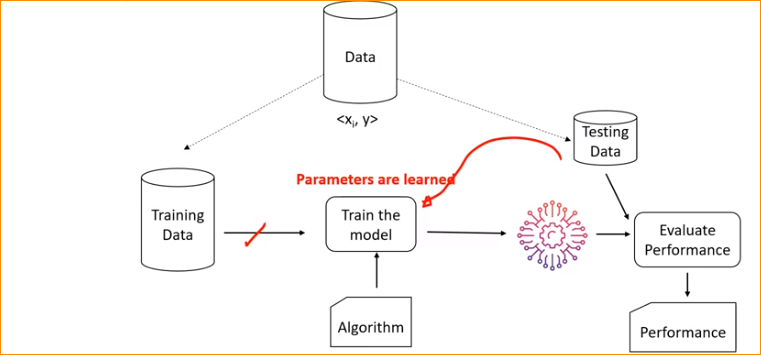 Data
<xᵢ, y>
Testing
Data
Parameters are learned
Training
Data
Train the
model
Evaluate
Performance
Algorithm
Performance